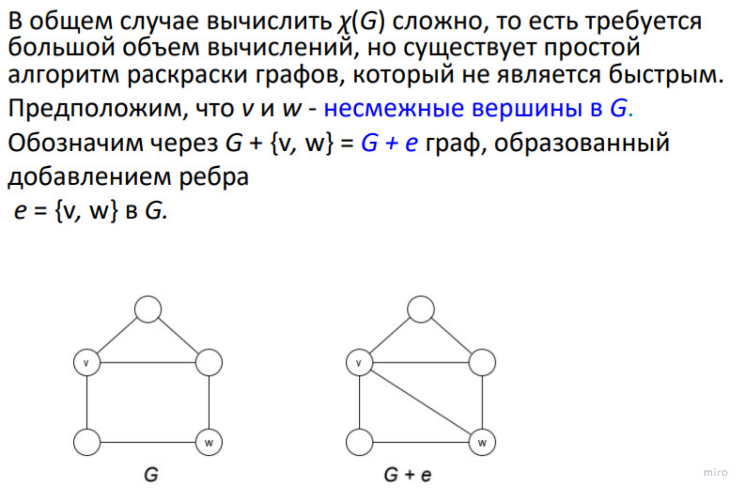 В общем случае вычислить χ(G) сложно, то есть требуется
большой объем вычислений, но существует простой
алгоритм раскраски графов, который не является быстрым.
Предположим, что v и w - несмежные вершины в G.
Обозначим через G + {v, w} = G + e граф, образованный
добавлением ребра
e = {v, w} в G.
v
v
w
w
G
G + e
miro